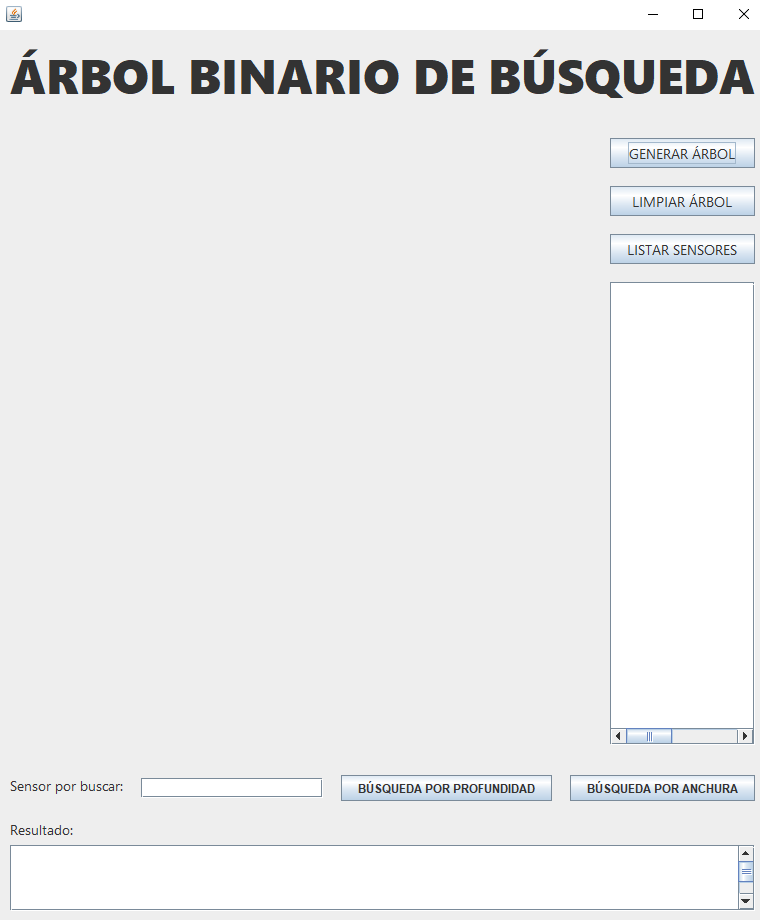 ÁRBOL BINARIO DE BÚSQUEDA
GENERAR ÁRBOL
LIMPIAR ÁRBOL
LISTAR SENSORES
Sensor por buscar:
BÚSQUEDA POR PROFUNDIDAD
BÚSQUEDA POR ANCHURA
Resultado: